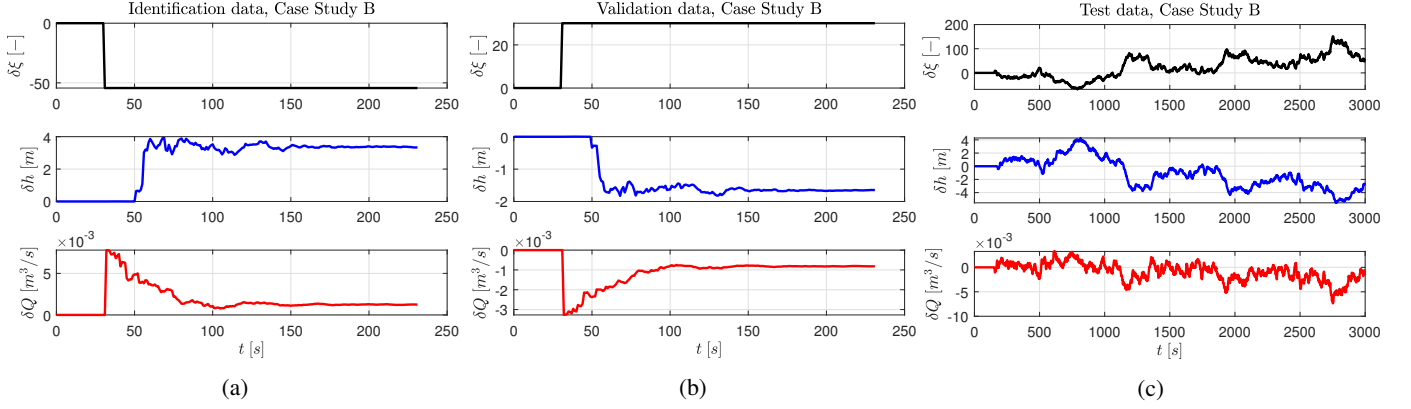 Identification data, Case Study B
δξ [−]
0
-50
0 50 100 150 200 250
δh [m]
4
2
0
0 50 100 150 200 250
×10-3
δQ [m³/s]
5
0
0 50 100 150 200 250
t [s]
(a)
Validation data, Case Study B
δξ [−]
20
0
0 50 100 150 200 250
δh [m]
0
-1
-2
0 50 100 150 200 250
×10-3
δQ [m³/s]
0
-1
-2
-3
0 50 100 150 200 250
t [s]
(b)
Test data, Case Study B
δξ [−]
200
100
0
0 500 1000 1500 2000 2500 3000
δh [m]
4
2
0
-2
-4
0 500 1000 1500 2000 2500 3000
×10-3
δQ [m³/s]
0
-5
-10
0 500 1000 1500 2000 2500 3000
t [s]
(c)